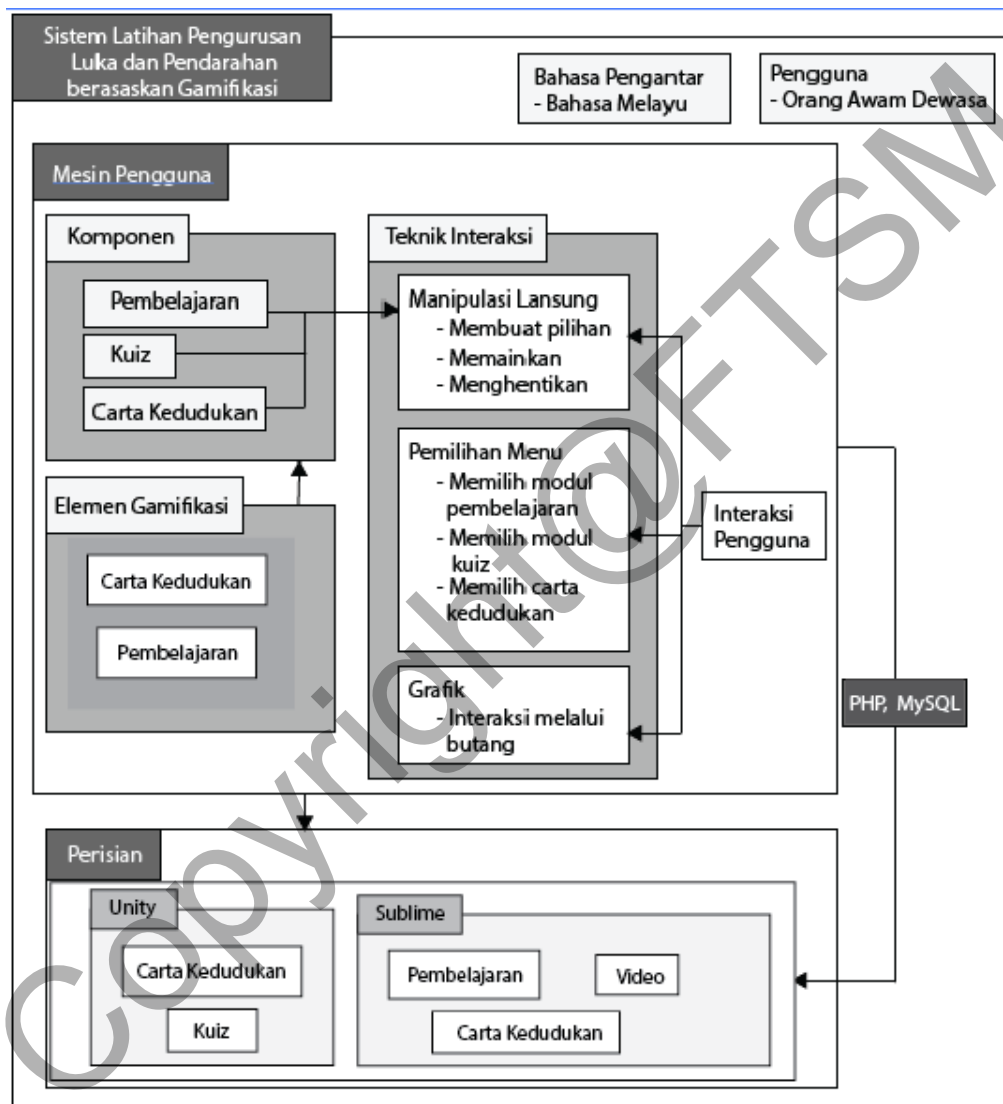 Sistem Latihan Pengurusan
Luka dan Pendarahan
berasaskan Gamifikasi
Bahasa Pengantar
- Bahasa Melayu
Pengguna
- Orang Awam Dewasa
Mesin Pengguna
Komponen
Pembelajaran
Kuiz
Carta Kedudukan
Elemen Gamifikasi
Carta Kedudukan
Pembelajaran
Teknik Interaksi
Manipulasi Lansung
- Membuat pilihan
- Memainkan
- Menghentikan
Pemilihan Menu
- Memilih modul
pembelajaran
- Memilih modul
kuiz
- Memilih carta
kedudukan
Grafik
- Interaksi melalui
butang
Interaksi
Pengguna
PHP, MySQL
Perisian
Unity
Carta Kedudukan
Kuiz
Sublime
Pembelajaran
Video
Carta Kedudukan
Copyright@FTSM